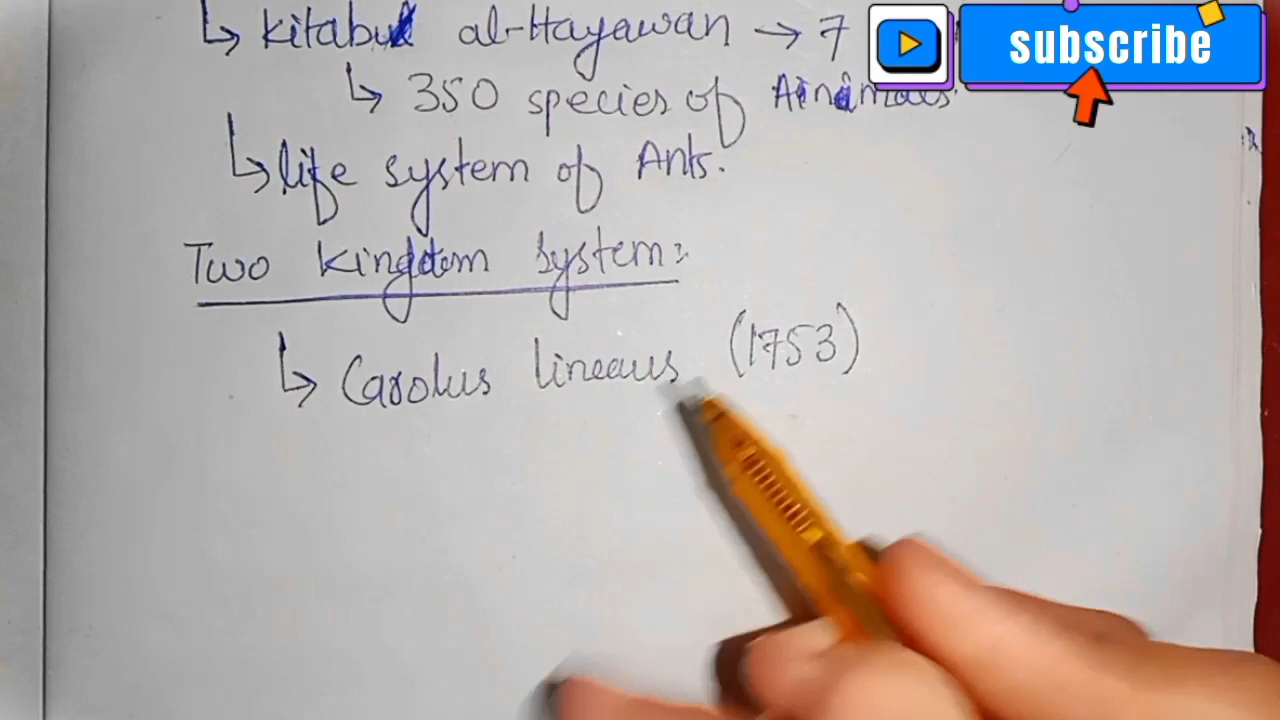 ↳ Kitabul al-Hayawan → 7
subscribe
↳ 350 species of Animals.
↳ life system of Ants.
Two kingdom system:
↳ Carolus lineaus (1753)